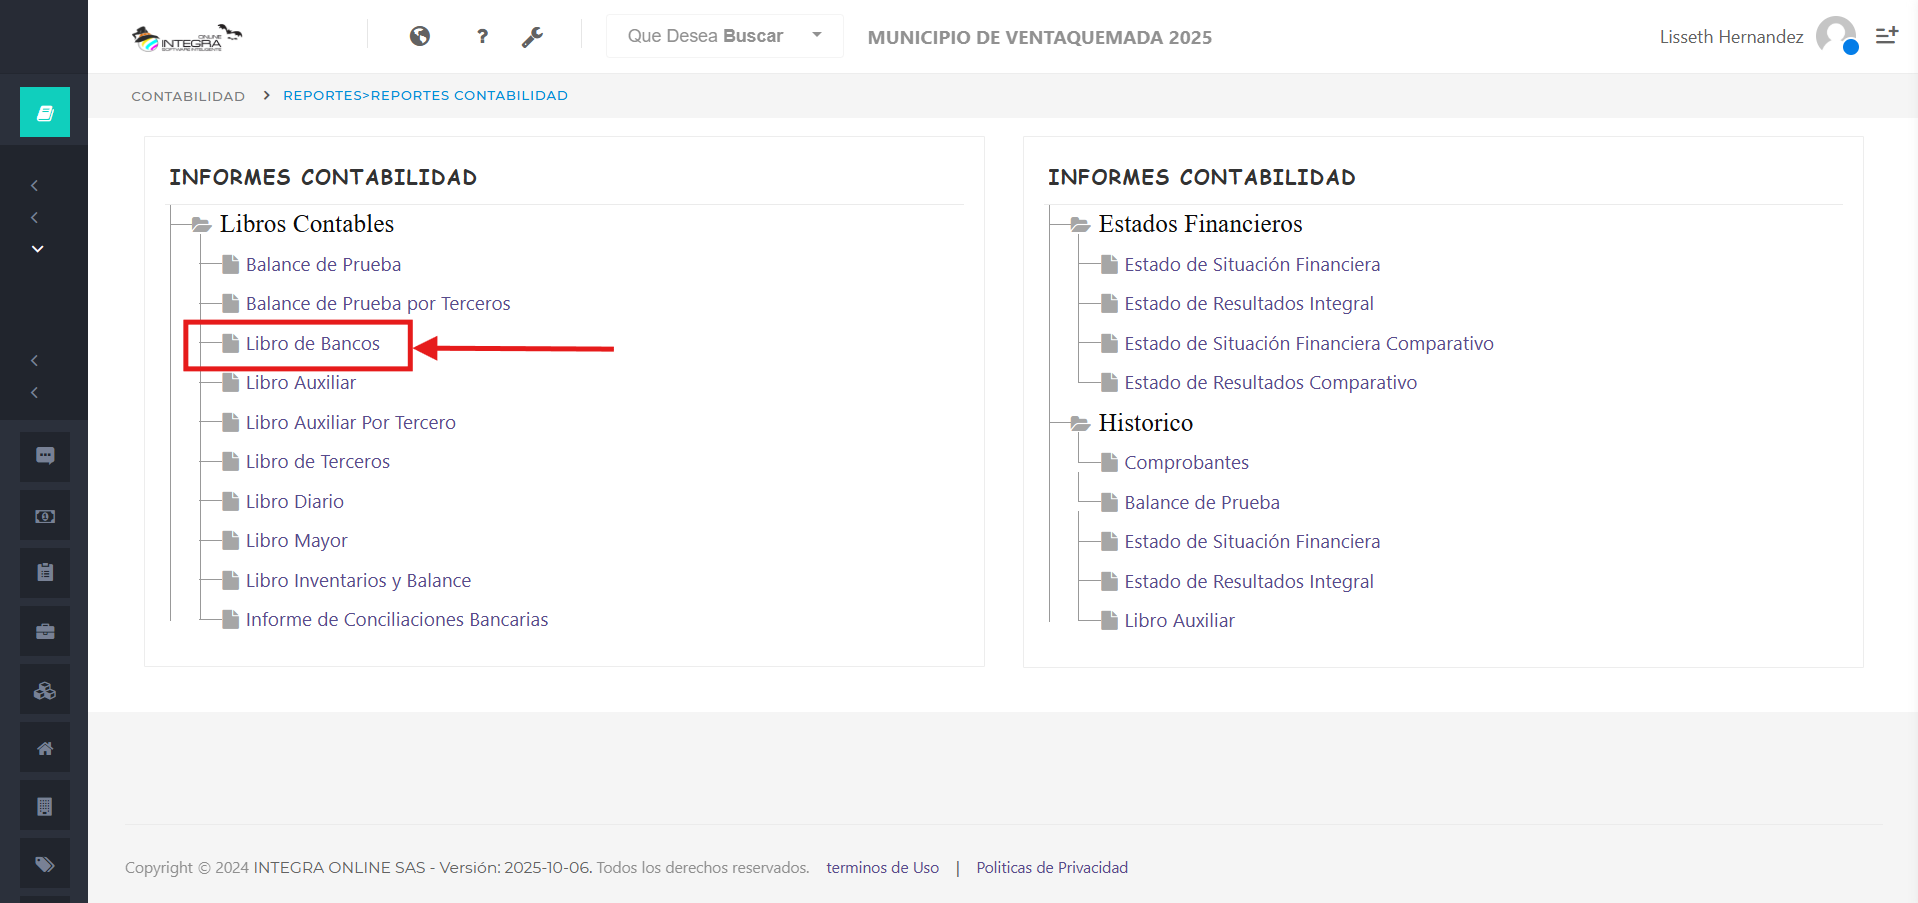 ONLINE
INTEGRA
SOFTWARE INTELIGENTE
?
Que Desea Buscar
MUNICIPIO DE VENTAQUEMADA 2025
Lisseth Hernandez
CONTABILIDAD > REPORTES>REPORTES CONTABILIDAD
INFORMES CONTABILIDAD
Libros Contables
Balance de Prueba
Balance de Prueba por Terceros
Libro de Bancos
Libro Auxiliar
Libro Auxiliar Por Tercero
Libro de Terceros
Libro Diario
Libro Mayor
Libro Inventarios y Balance
Informe de Conciliaciones Bancarias
INFORMES CONTABILIDAD
Estados Financieros
Estado de Situación Financiera
Estado de Resultados Integral
Estado de Situación Financiera Comparativo
Estado de Resultados Comparativo
Historico
Comprobantes
Balance de Prueba
Estado de Situación Financiera
Estado de Resultados Integral
Libro Auxiliar
Copyright © 2024 INTEGRA ONLINE SAS - Versión: 2025-10-06. Todos los derechos reservados. terminos de Uso | Politicas de Privacidad